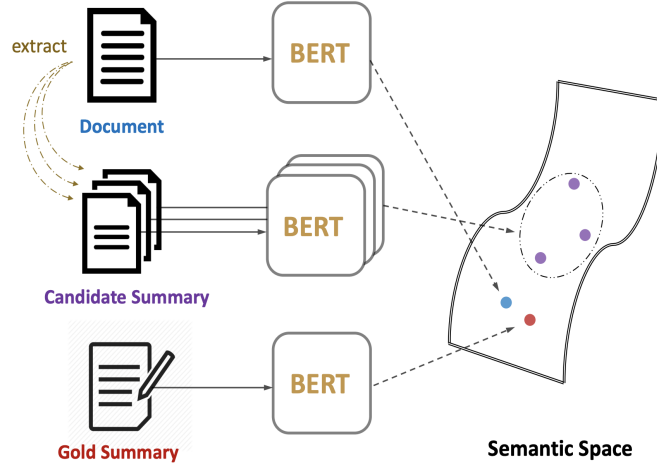 extract
BERT
Document
BERT
Candidate Summary
BERT
Gold Summary
Semantic Space